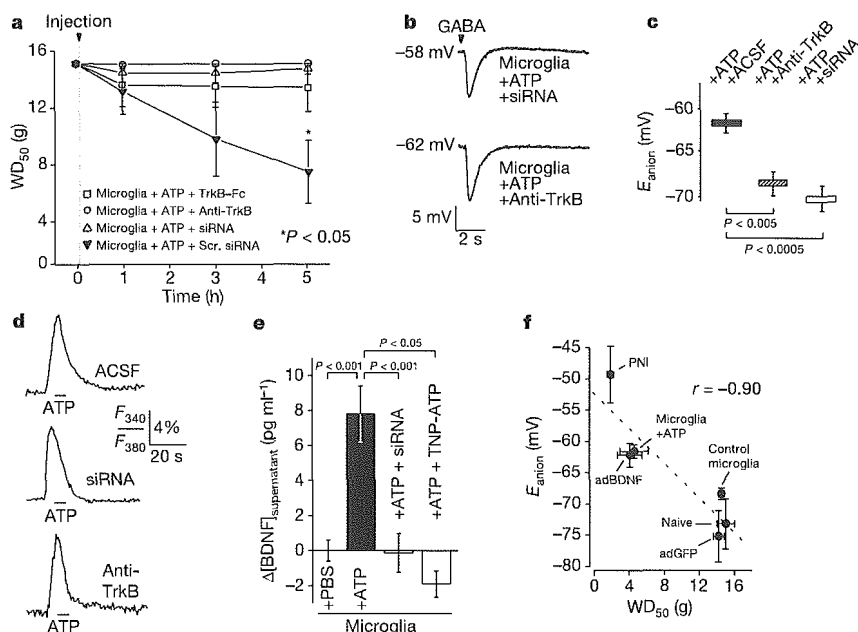 a
Injection
WD50 (g)
16
12
8
4
0
0 1 2 3 4 5
Time (h)
Microglia + ATP + TrkB–Fc
Microglia + ATP + Anti-TrkB
Microglia + ATP + siRNA
Microglia + ATP + Scr. siRNA
*
*P < 0.05
b
GABA
–58 mV
Microglia
+ATP
+siRNA
–62 mV
Microglia
+ATP
+Anti-TrkB
5 mV
2 s
c
+ATP
+ACSF
+ATP
+Anti-TrkB
+ATP
+siRNA
Eanion (mV)
–60
–65
–70
P < 0.005
P < 0.0005
d
ACSF
ATP
F340
F380
4%
20 s
siRNA
ATP
Anti-
TrkB
ATP
e
P < 0.05
P < 0.001
P < 0.001
Δ[BDNF]supernatant (pg ml–1)
10
8
6
4
2
0
–2
+PBS
+ATP
+ATP + siRNA
+ATP + TNP-ATP
Microglia
f
Eanion (mV)
–45
–50
–55
–60
–65
–70
–75
–80
PNI
r = –0.90
Microglia
+ATP
adBDNF
Control
microglia
Naive
adGFP
0 4 8 12 16
WD50 (g)